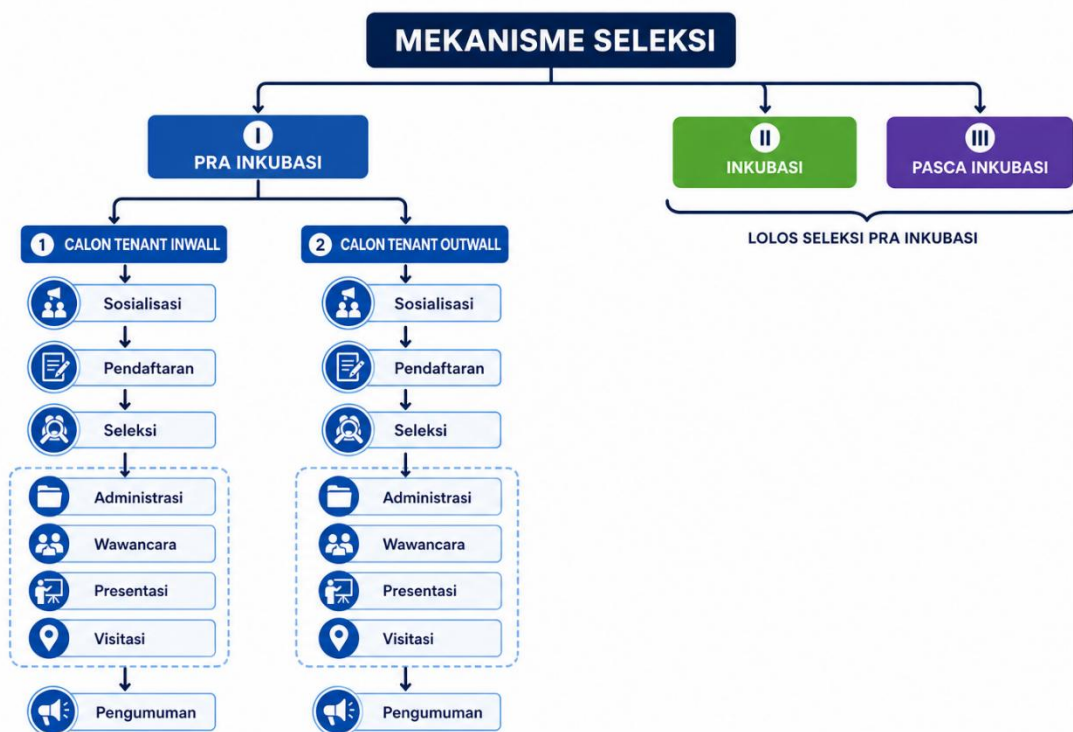 MEKANISME SELEKSI
I
PRA INKUBASI
II
INKUBASI
III
PASCA INKUBASI
LOLOS SELEKSI PRA INKUBASI
1 CALON TENANT INWALL
Sosialisasi
Pendaftaran
Seleksi
Administrasi
Wawancara
Presentasi
Visitasi
Pengumuman
2 CALON TENANT OUTWALL
Sosialisasi
Pendaftaran
Seleksi
Administrasi
Wawancara
Presentasi
Visitasi
Pengumuman